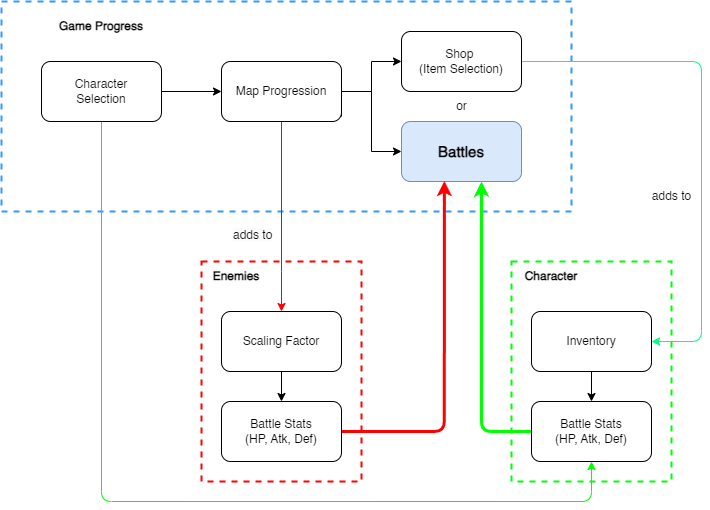 Game Progress
Shop
(Item Selection)
Character
Selection
Map Progression
or
Battles
adds to
adds to
Enemies
Character
Scaling Factor
Inventory
Battle Stats
(HP, Atk, Def)
Battle Stats
(HP, Atk, Def)